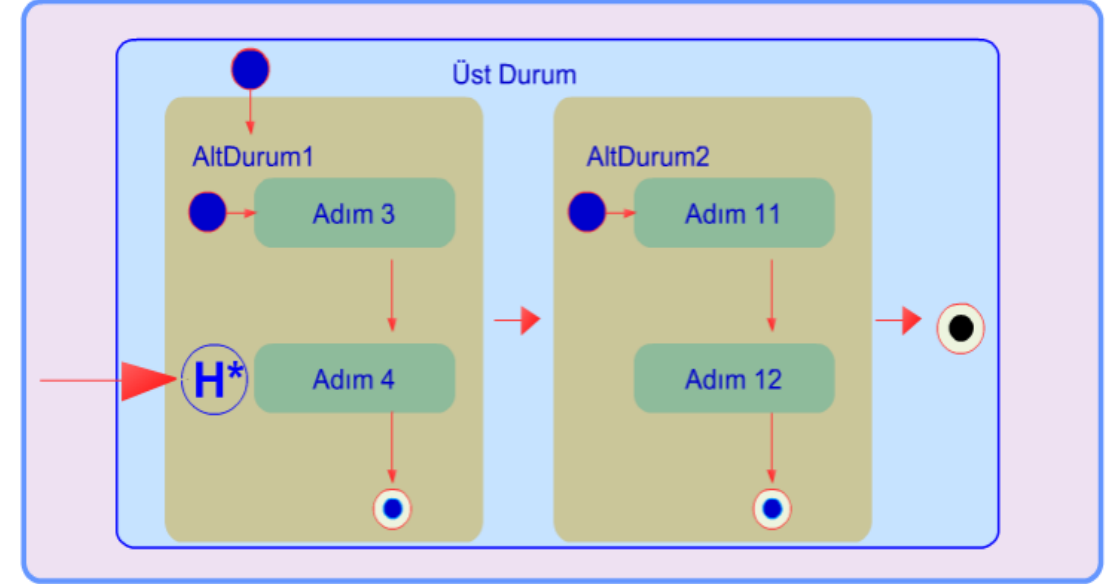 Üst Durum
AltDurum1
Adım 3
H*
Adım 4
AltDurum2
Adım 11
Adım 12